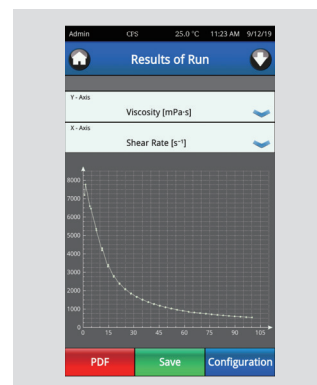 Admin CPS 25.0 °C 11:23 AM 9/12/19
Results of Run
Y - Axis
Viscosity [mPa·s]
X - Axis
Shear Rate [s⁻¹]
8000
7000
6000
5000
4000
3000
2000
1000
0
0 15 30 45 60 75 90 105
PDF Save Configuration